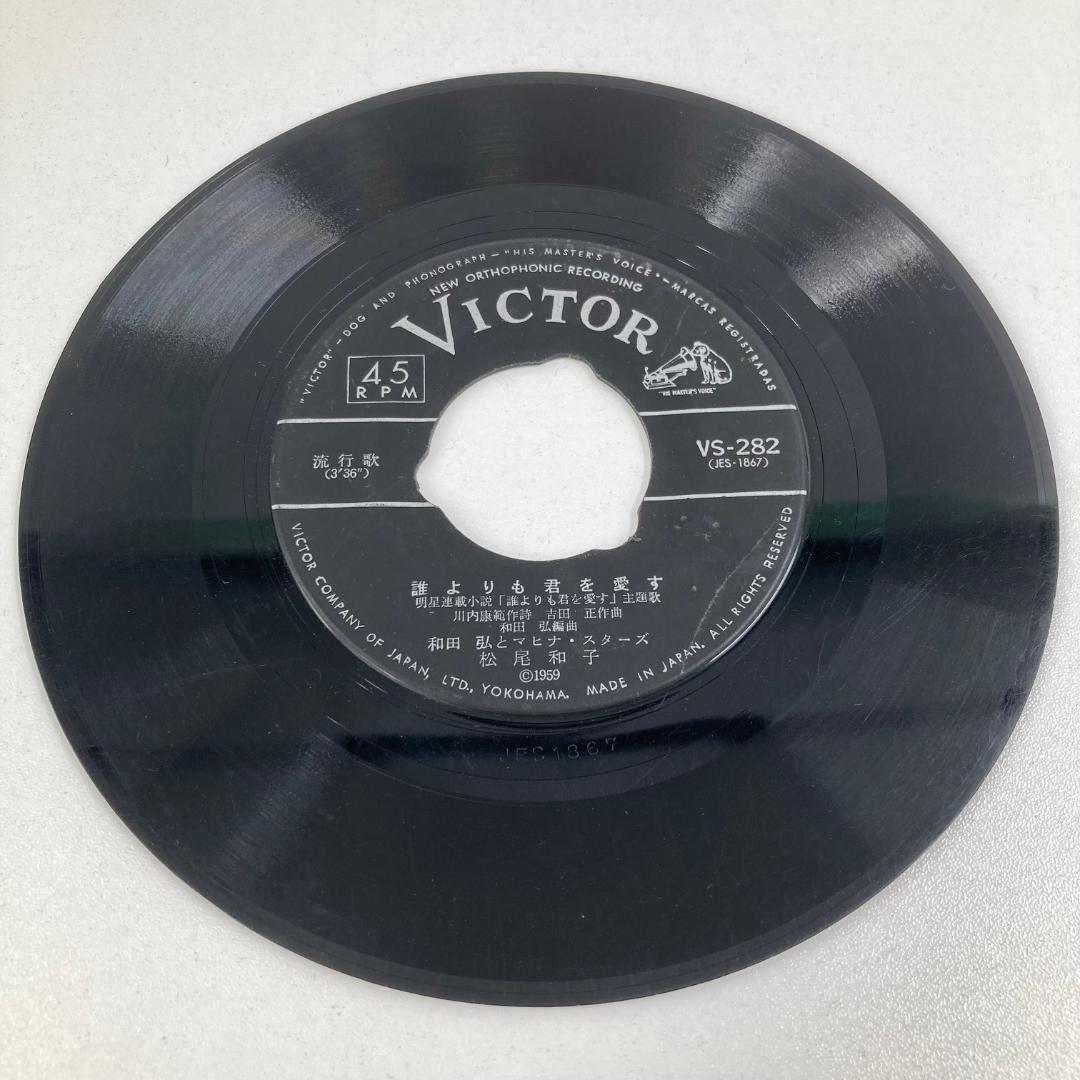 "VICTOR" – DOG AND PHONOGRAPH – "HIS MASTER'S VOICE" – MARCAS REGISTRADAS
NEW ORTHOPHONIC RECORDING
VICTOR
45
RPM
"HIS MASTER'S VOICE"
流行歌
(3'36")
VS-282
(JES-1867)
誰よりも君を愛す
明星連載小説「誰よりも君を愛す」主題歌
川内康範作詩 吉田 正作曲
和田 弘編曲
和田 弘とマヒナ・スターズ
松尾和子
©1959
VICTOR COMPANY OF JAPAN, LTD., YOKOHAMA. MADE IN JAPAN. ALL RIGHTS RESERVED
JES1867